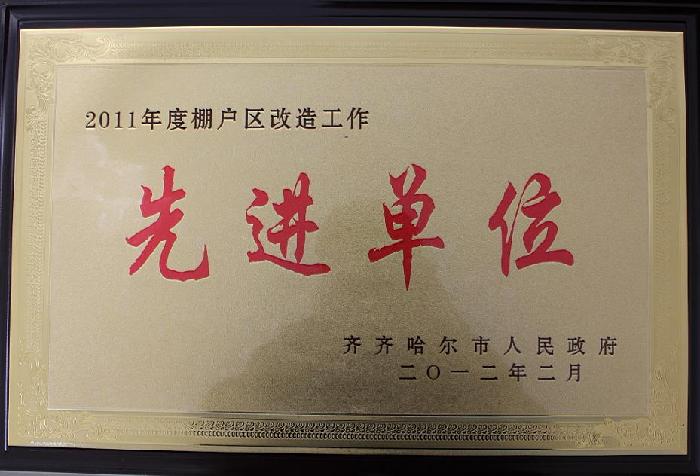 2011年度棚户区改造工作
先进单位
齐齐哈尔市人民政府
二〇一二年二月